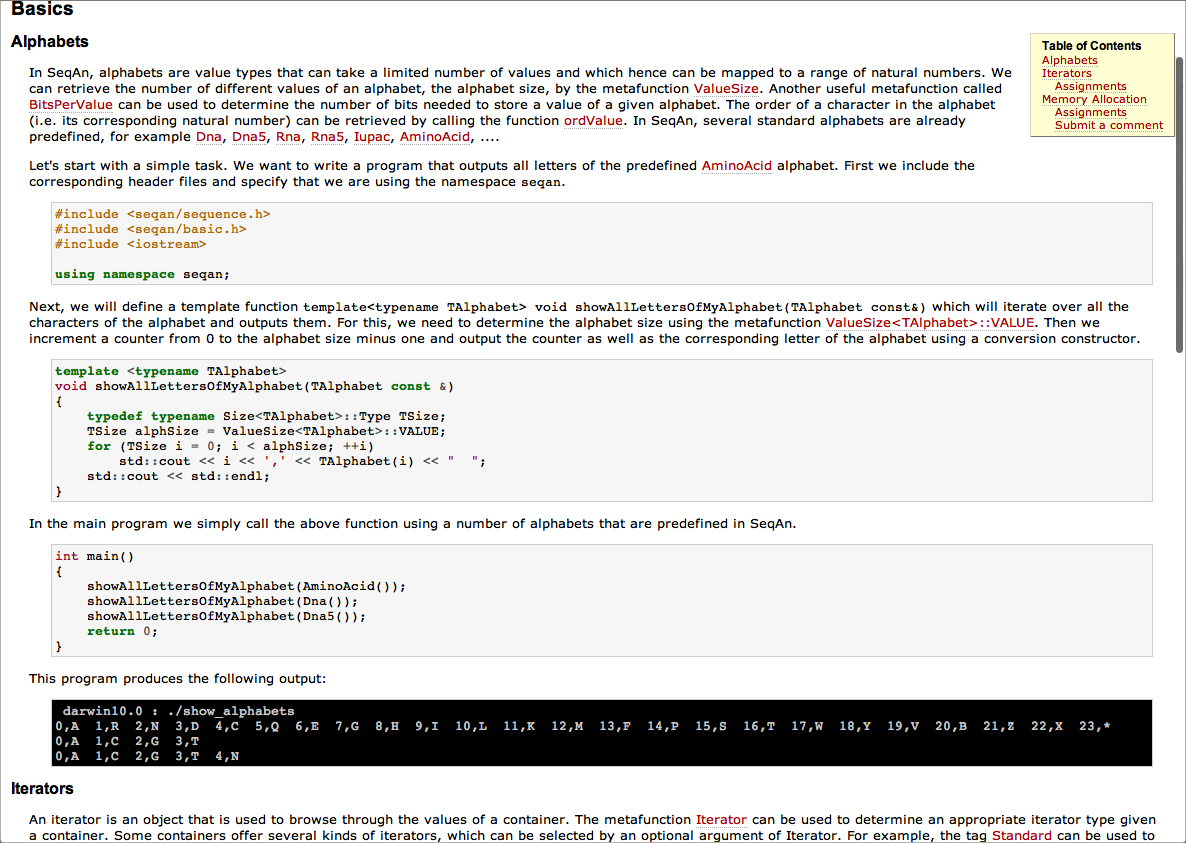 Basics
Alphabets
Table of Contents
Alphabets
Iterators
Assignments
Memory Allocation
Assignments
Submit a comment
In SeqAn, alphabets are value types that can take a limited number of values and which hence can be mapped to a range of natural numbers. We
can retrieve the number of different values of an alphabet, the alphabet size, by the metafunction ValueSize. Another useful metafunction called
BitsPerValue can be used to determine the number of bits needed to store a value of a given alphabet. The order of a character in the alphabet
(i.e. its corresponding natural number) can be retrieved by calling the function ordValue. In SeqAn, several standard alphabets are already
predefined, for example Dna, Dna5, Rna, Rna5, Iupac, AminoAcid, ....
Let's start with a simple task. We want to write a program that outputs all letters of the predefined AminoAcid alphabet. First we include the
corresponding header files and specify that we are using the namespace seqan.
#include <seqan/sequence.h>
#include <seqan/basic.h>
#include <iostream>
using namespace seqan;
Next, we will define a template function template<typename TAlphabet> void showAllLettersOfMyAlphabet(TAlphabet const&) which will iterate over all the
characters of the alphabet and outputs them. For this, we need to determine the alphabet size using the metafunction ValueSize<TAlphabet>::VALUE. Then we
increment a counter from 0 to the alphabet size minus one and output the counter as well as the corresponding letter of the alphabet using a conversion constructor.
template <typename TAlphabet>
void showAllLettersOfMyAlphabet(TAlphabet const &)
{
    typedef typename Size<TAlphabet>::Type TSize;
    TSize alphSize = ValueSize<TAlphabet>::VALUE;
    for (TSize i = 0; i < alphSize; ++i)
        std::cout << i << ',' << TAlphabet(i) << "  ";
    std::cout << std::endl;
}
In the main program we simply call the above function using a number of alphabets that are predefined in SeqAn.
int main()
{
    showAllLettersOfMyAlphabet(AminoAcid());
    showAllLettersOfMyAlphabet(Dna());
    showAllLettersOfMyAlphabet(Dna5());
    return 0;
}
This program produces the following output:
darwin10.0 : ./show_alphabets
0,A  1,R  2,N  3,D  4,C  5,Q  6,E  7,G  8,H  9,I  10,L  11,K  12,M  13,F  14,P  15,S  16,T  17,W  18,Y  19,V  20,B  21,Z  22,X  23,*
0,A  1,C  2,G  3,T
0,A  1,C  2,G  3,T  4,N
Iterators
An iterator is an object that is used to browse through the values of a container. The metafunction Iterator can be used to determine an appropriate iterator type given
a container. Some containers offer several kinds of iterators, which can be selected by an optional argument of Iterator. For example, the tag Standard can be used to